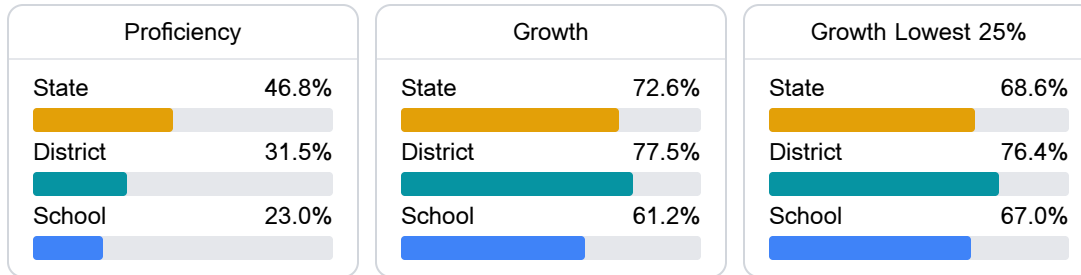 Proficiency
State 46.8%
District 31.5%
School 23.0%
Growth
State 72.6%
District 77.5%
School 61.2%
Growth Lowest 25%
State 68.6%
District 76.4%
School 67.0%